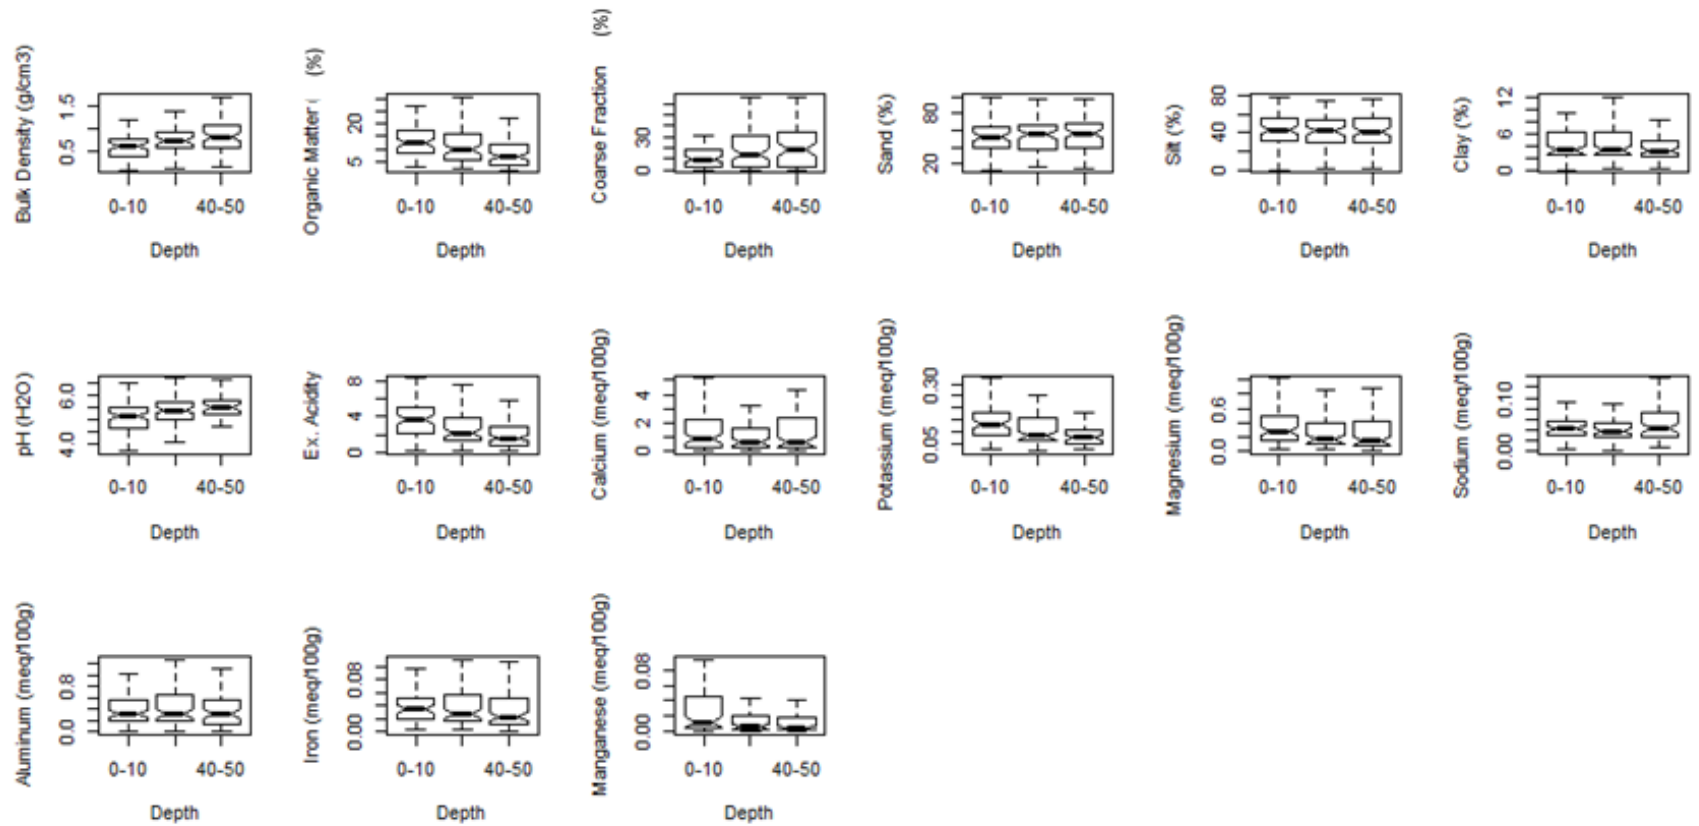 Bulk Density (g/cm3)
0.5 1.5
0-10 40-50
Depth
Organic Matter ( (%)
5 20
0-10 40-50
Depth
Coarse Fraction (%)
0 30
0-10 40-50
Depth
Sand (%)
20 80
0-10 40-50
Depth
Silt (%)
0 40 80
0-10 40-50
Depth
Clay (%)
0 6 12
0-10 40-50
Depth
pH (H2O)
4.0 6.0
0-10 40-50
Depth
Ex. Acidity
0 4 8
0-10 40-50
Depth
Calcium (meq/100g)
0 2 4
0-10 40-50
Depth
Potassium (meq/100g)
0.05 0.30
0-10 40-50
Depth
Magnesium (meq/100g)
0.0 0.6
0-10 40-50
Depth
Sodium (meq/100g)
0.00 0.10
0-10 40-50
Depth
Aluminum (meq/100g)
0.0 0.8
0-10 40-50
Depth
Iron (meq/100g)
0.00 0.08
0-10 40-50
Depth
Manganese (meq/100g)
0.00 0.08
0-10 40-50
Depth